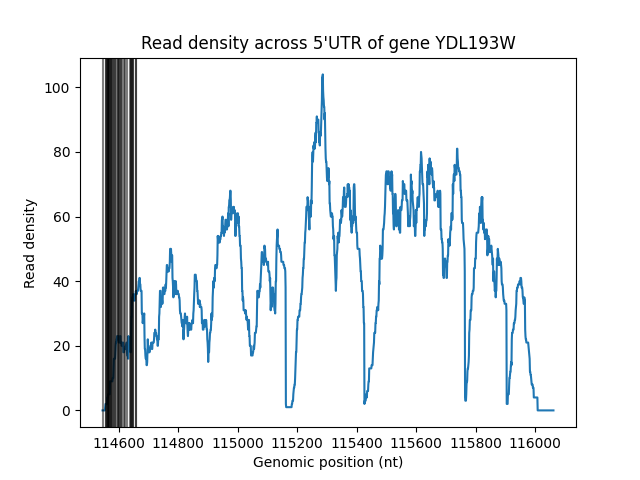 Read density across 5'UTR of gene YDL193W
100
80
60
40
20
0
Read density
114600 114800 115000 115200 115400 115600 115800 116000
Genomic position (nt)